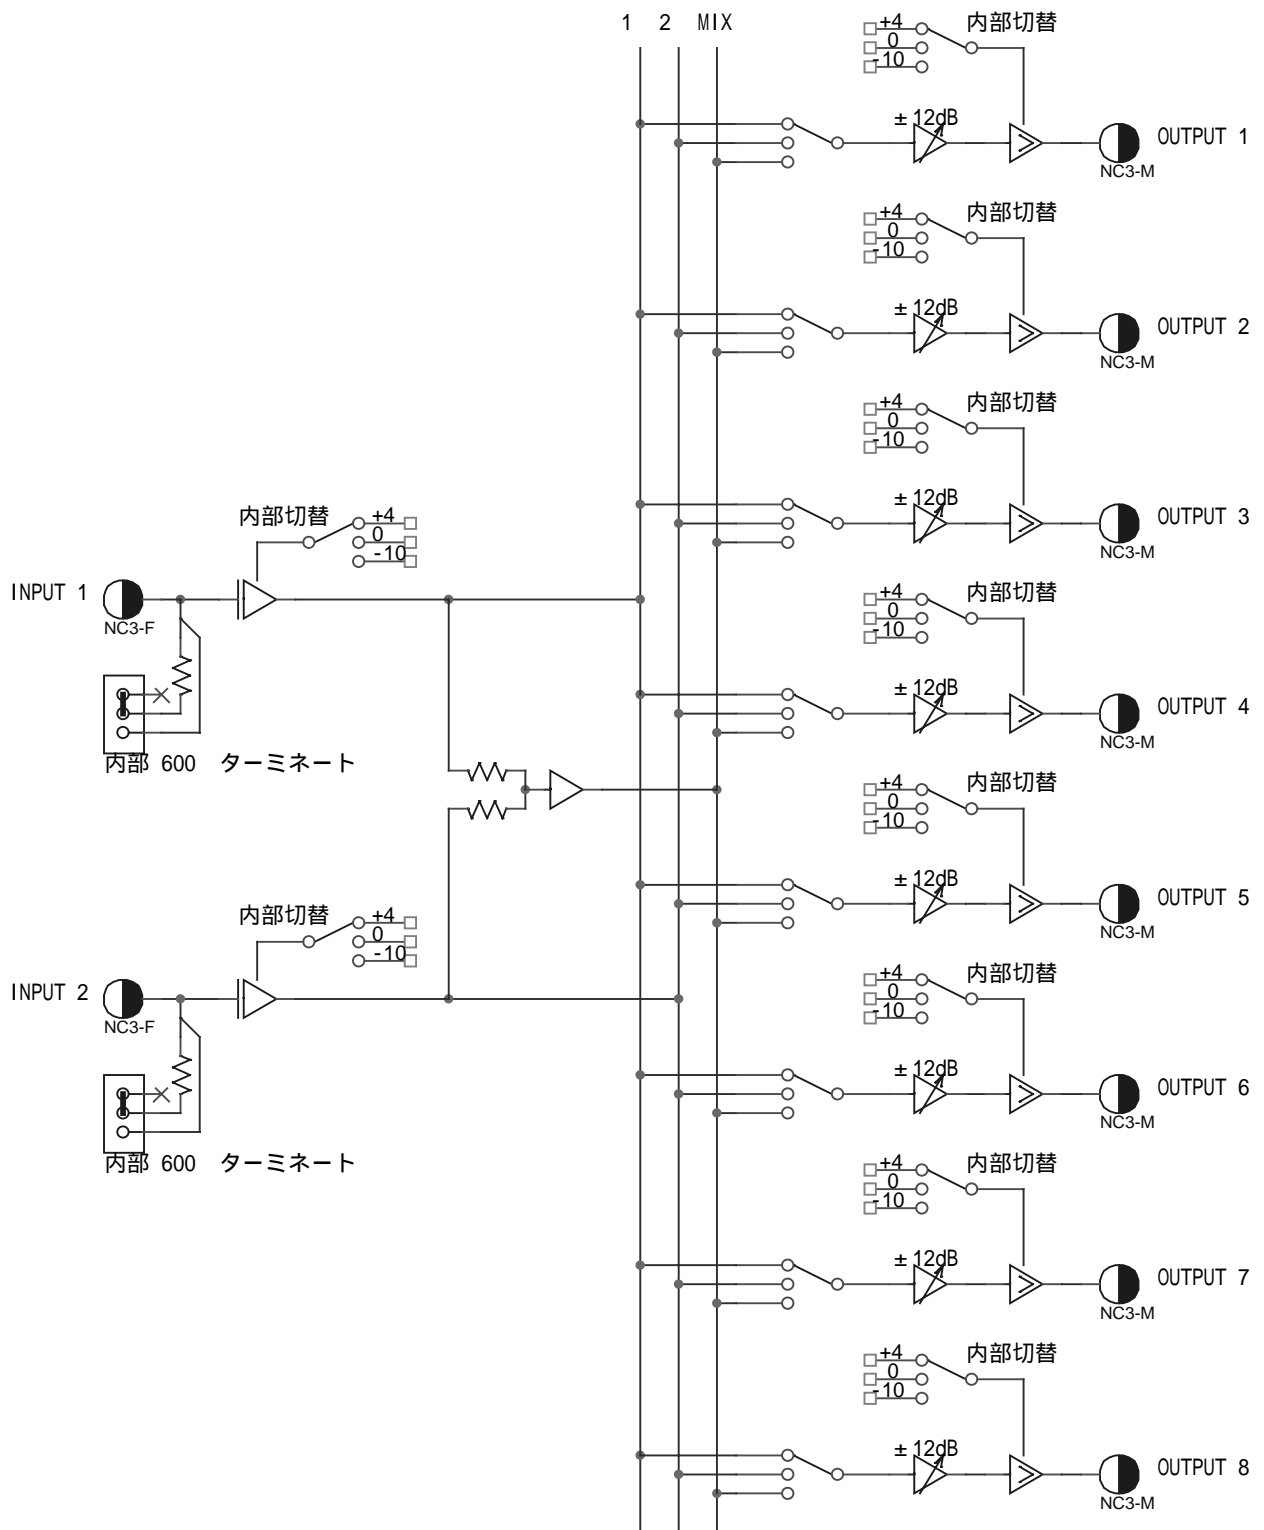 1 2 MIX
+4
0
-10
内部切替
±12dB
OUTPUT 1
NC3-M
+4
0
-10
内部切替
±12dB
OUTPUT 2
NC3-M
+4
0
-10
内部切替
±12dB
OUTPUT 3
NC3-M
内部切替
+4
0
-10
INPUT 1
NC3-F
内部 600 ターミネート
+4
0
-10
内部切替
±12dB
OUTPUT 4
NC3-M
+4
0
-10
内部切替
±12dB
OUTPUT 5
NC3-M
内部切替
+4
0
-10
INPUT 2
NC3-F
内部 600 ターミネート
+4
0
-10
内部切替
±12dB
OUTPUT 6
NC3-M
+4
0
-10
内部切替
±12dB
OUTPUT 7
NC3-M
+4
0
-10
内部切替
±12dB
OUTPUT 8
NC3-M